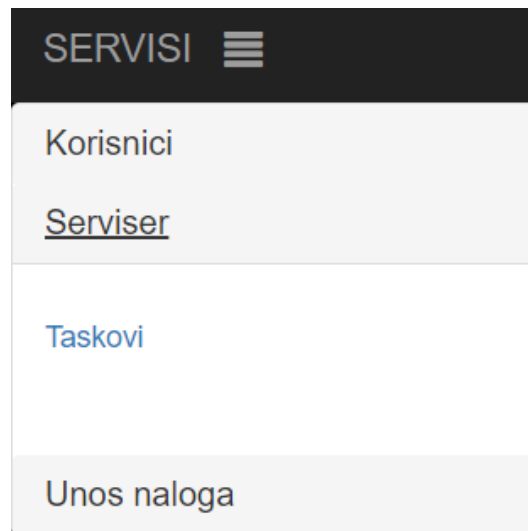 SERVISI
Korisnici
Serviser
Taskovi
Unos naloga